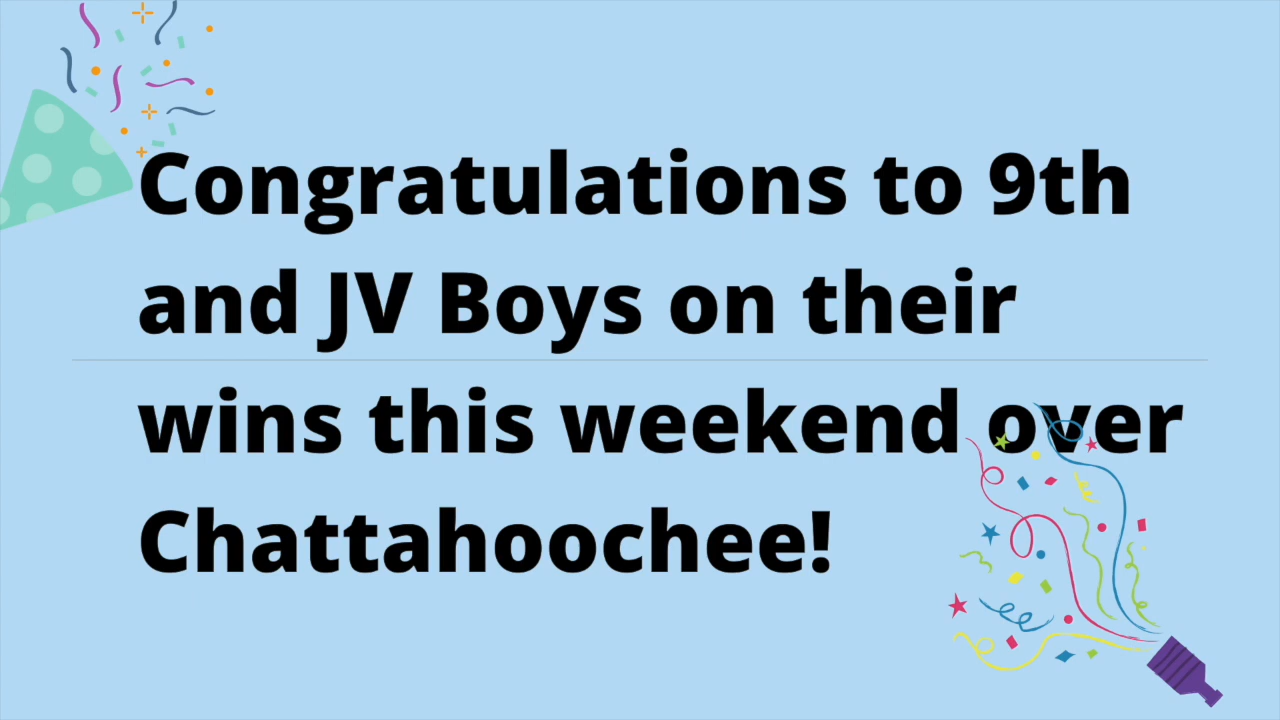 Congratulations to 9th
and JV Boys on their
wins this weekend over
Chattahoochee!